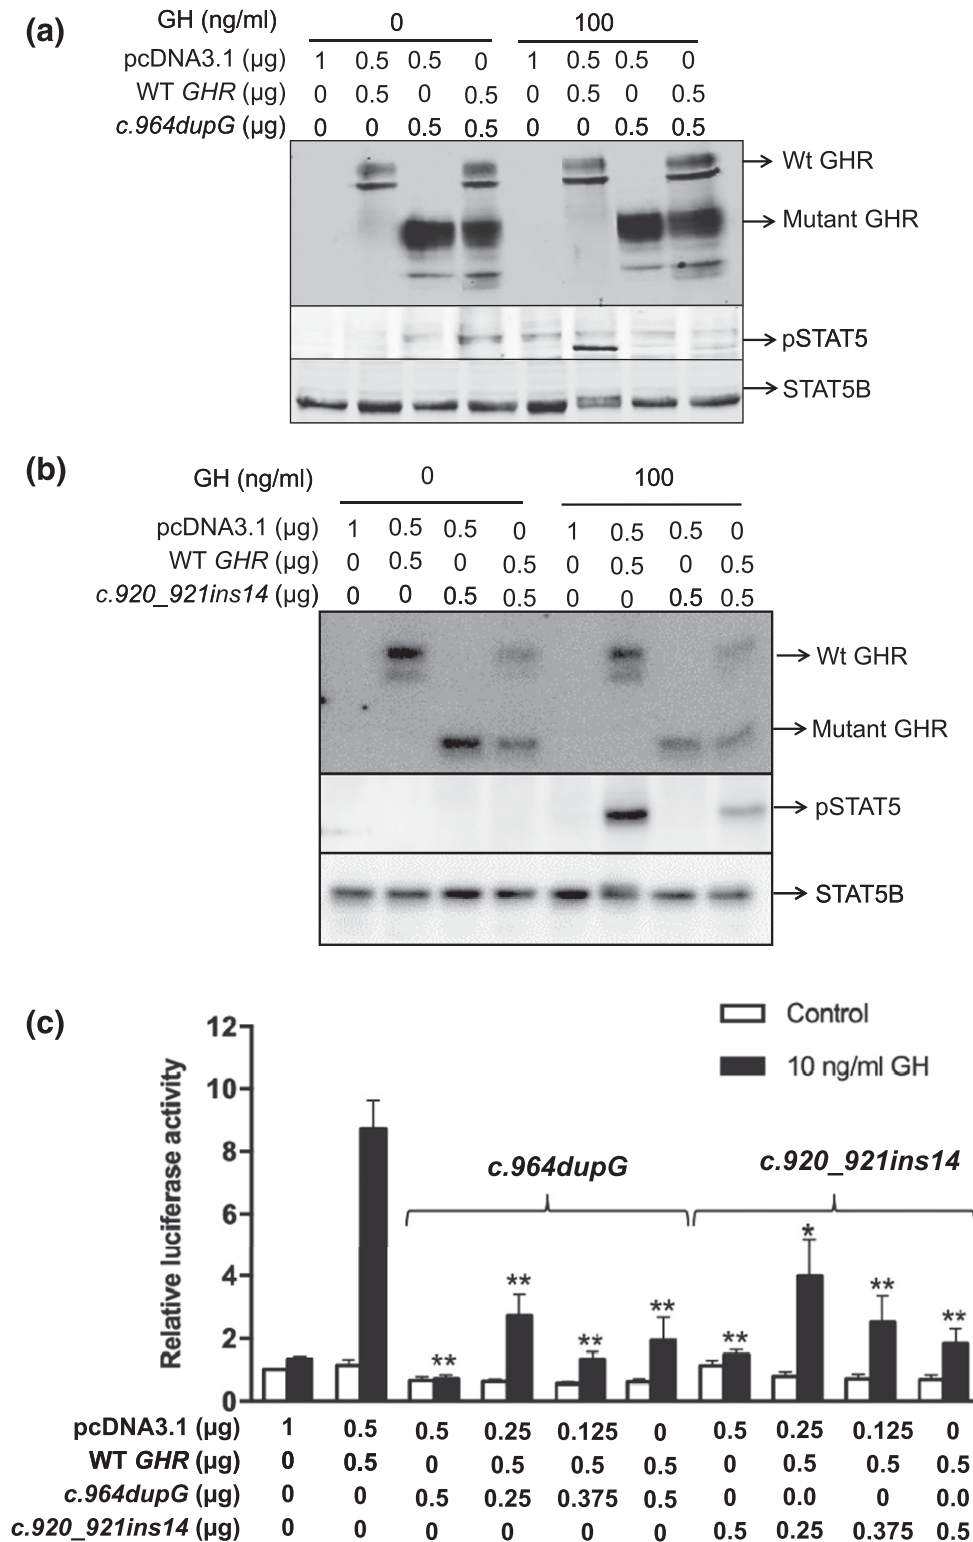 (a)
GH (ng/ml) 0 100
pcDNA3.1 (µg) 1 0.5 0.5 0 1 0.5 0.5 0
WT GHR (µg) 0 0.5 0 0.5 0 0.5 0 0.5
c.964dupG (µg) 0 0 0.5 0.5 0 0 0.5 0.5
Wt GHR
Mutant GHR
pSTAT5
STAT5B
(b)
GH (ng/ml) 0 100
pcDNA3.1 (µg) 1 0.5 0.5 0 1 0.5 0.5 0
WT GHR (µg) 0 0.5 0 0.5 0 0.5 0 0.5
c.920_921ins14 (µg) 0 0 0.5 0.5 0 0 0.5 0.5
Wt GHR
Mutant GHR
pSTAT5
STAT5B
(c)
Control
10 ng/ml GH
Relative luciferase activity
12
10
8
6
4
2
0
c.964dupG
c.920_921ins14
** ** ** ** ** * ** **
pcDNA3.1 (µg) 1 0.5 0.5 0.25 0.125 0 0.5 0.25 0.125 0
WT GHR (µg) 0 0.5 0 0.5 0.5 0.5 0 0.5 0.5 0.5
c.964dupG (µg) 0 0 0.5 0.25 0.375 0.5 0 0.0 0 0.0
c.920_921ins14 (µg) 0 0 0 0 0 0 0.5 0.25 0.375 0.5